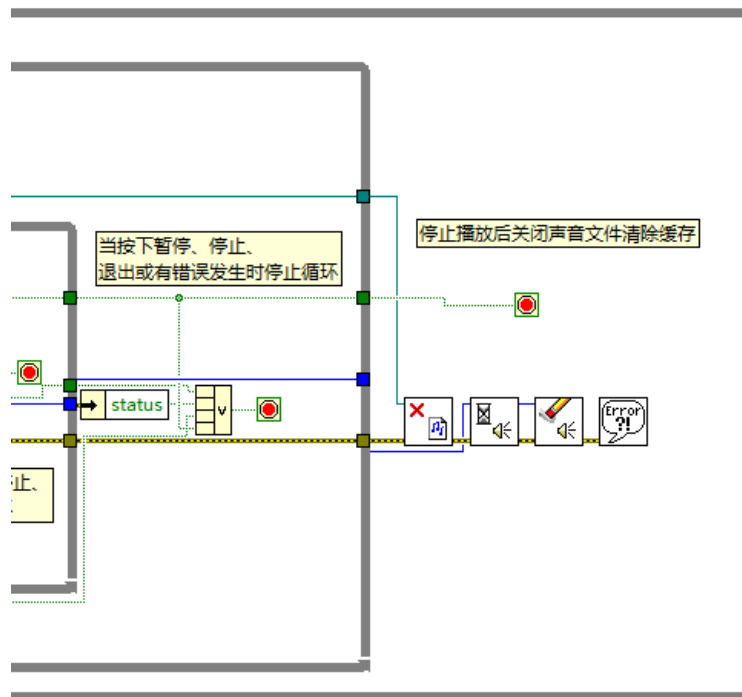 当按下暂停、停止、
退出或有错误发生时停止循环
停止播放后关闭声音文件清除缓存
status
v
Error
?!
止、